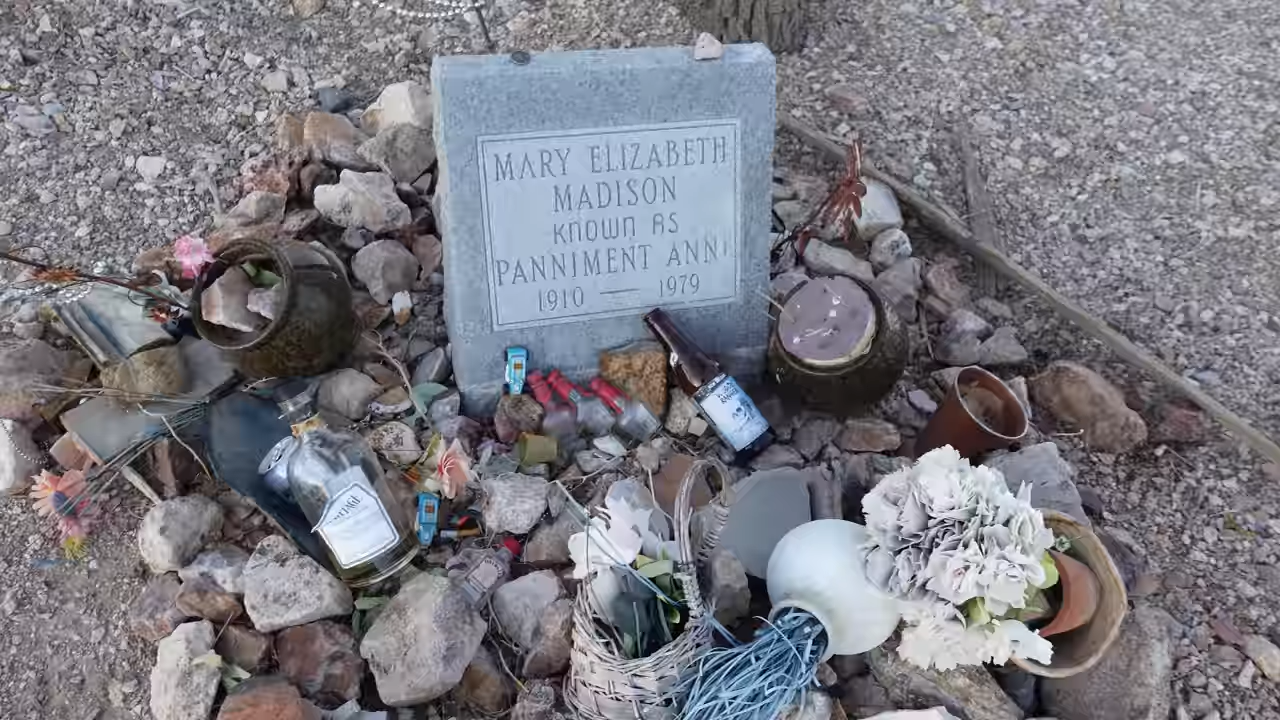 MARY ELIZABETH
MADISON
KNOWN AS
PANNIMENT ANNI
1910 — 1979